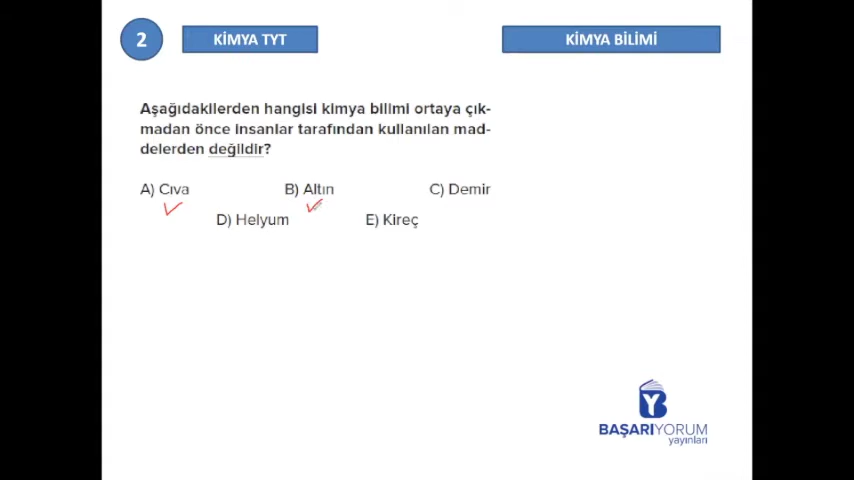 2
KİMYA TYT
KİMYA BİLİMİ
Aşağıdakilerden hangisi kimya bilimi ortaya çık-
madan önce insanlar tarafından kullanılan mad-
delerden değildir?
A) Cıva
B) Altın
C) Demir
D) Helyum
E) Kireç
BAŞARIYORUM
yayınları